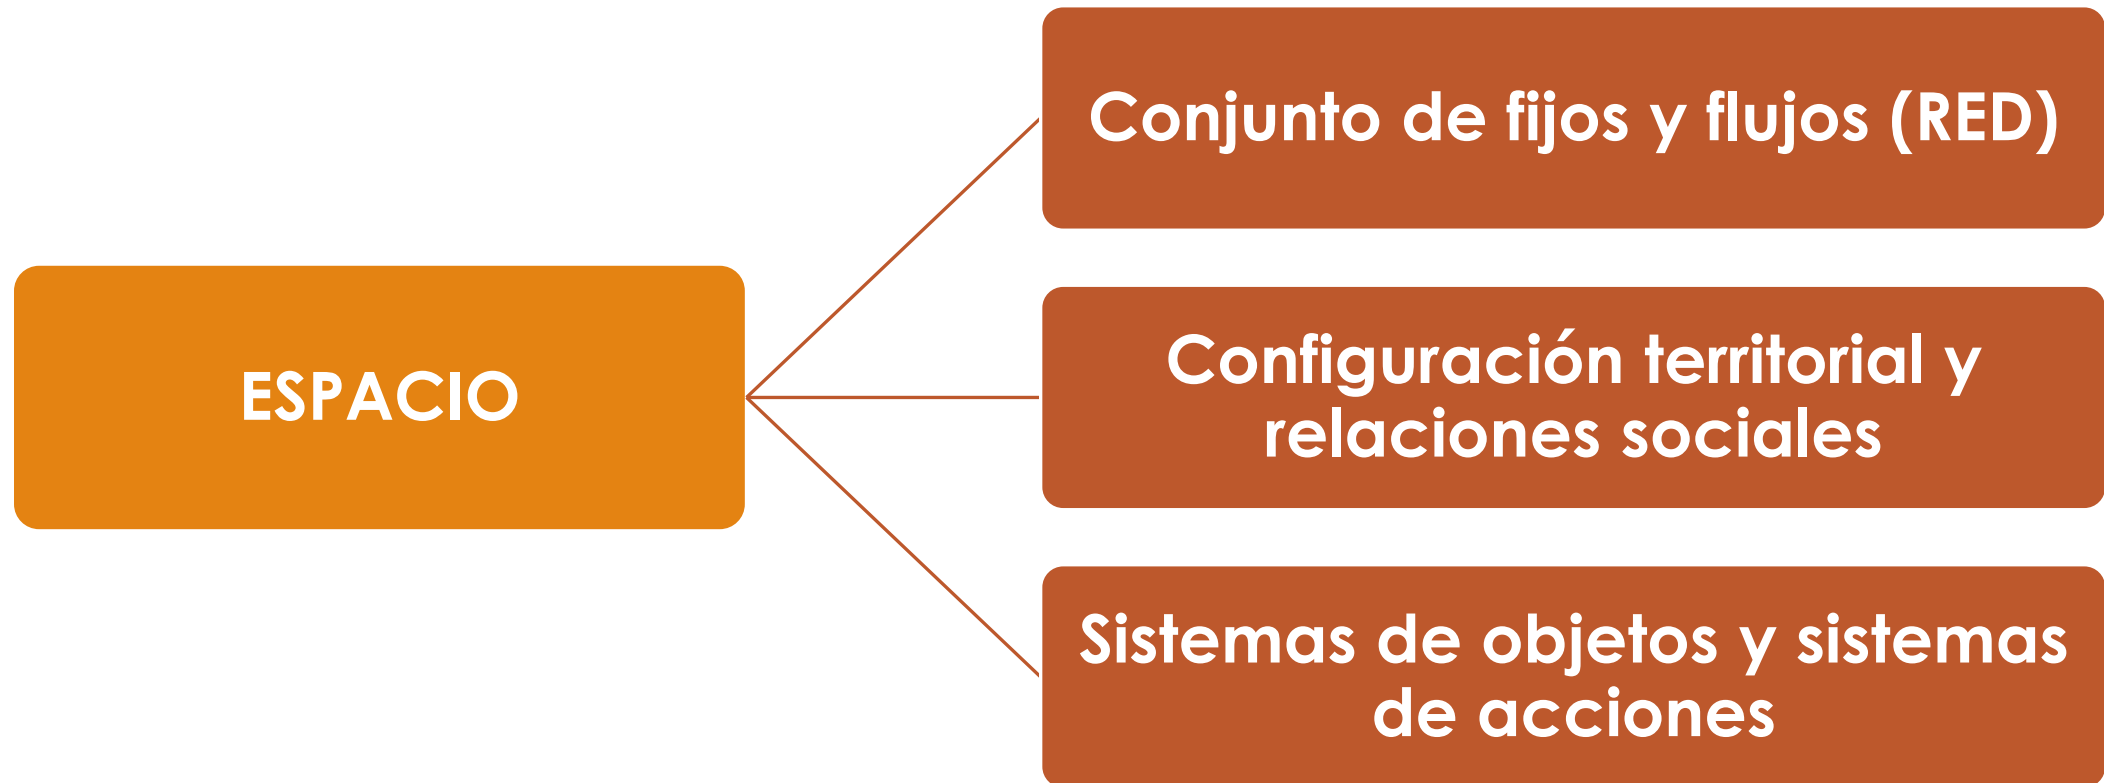 ESPACIO
Conjunto de fijos y flujos (RED)
Configuración territorial y
relaciones sociales
Sistemas de objetos y sistemas
de acciones